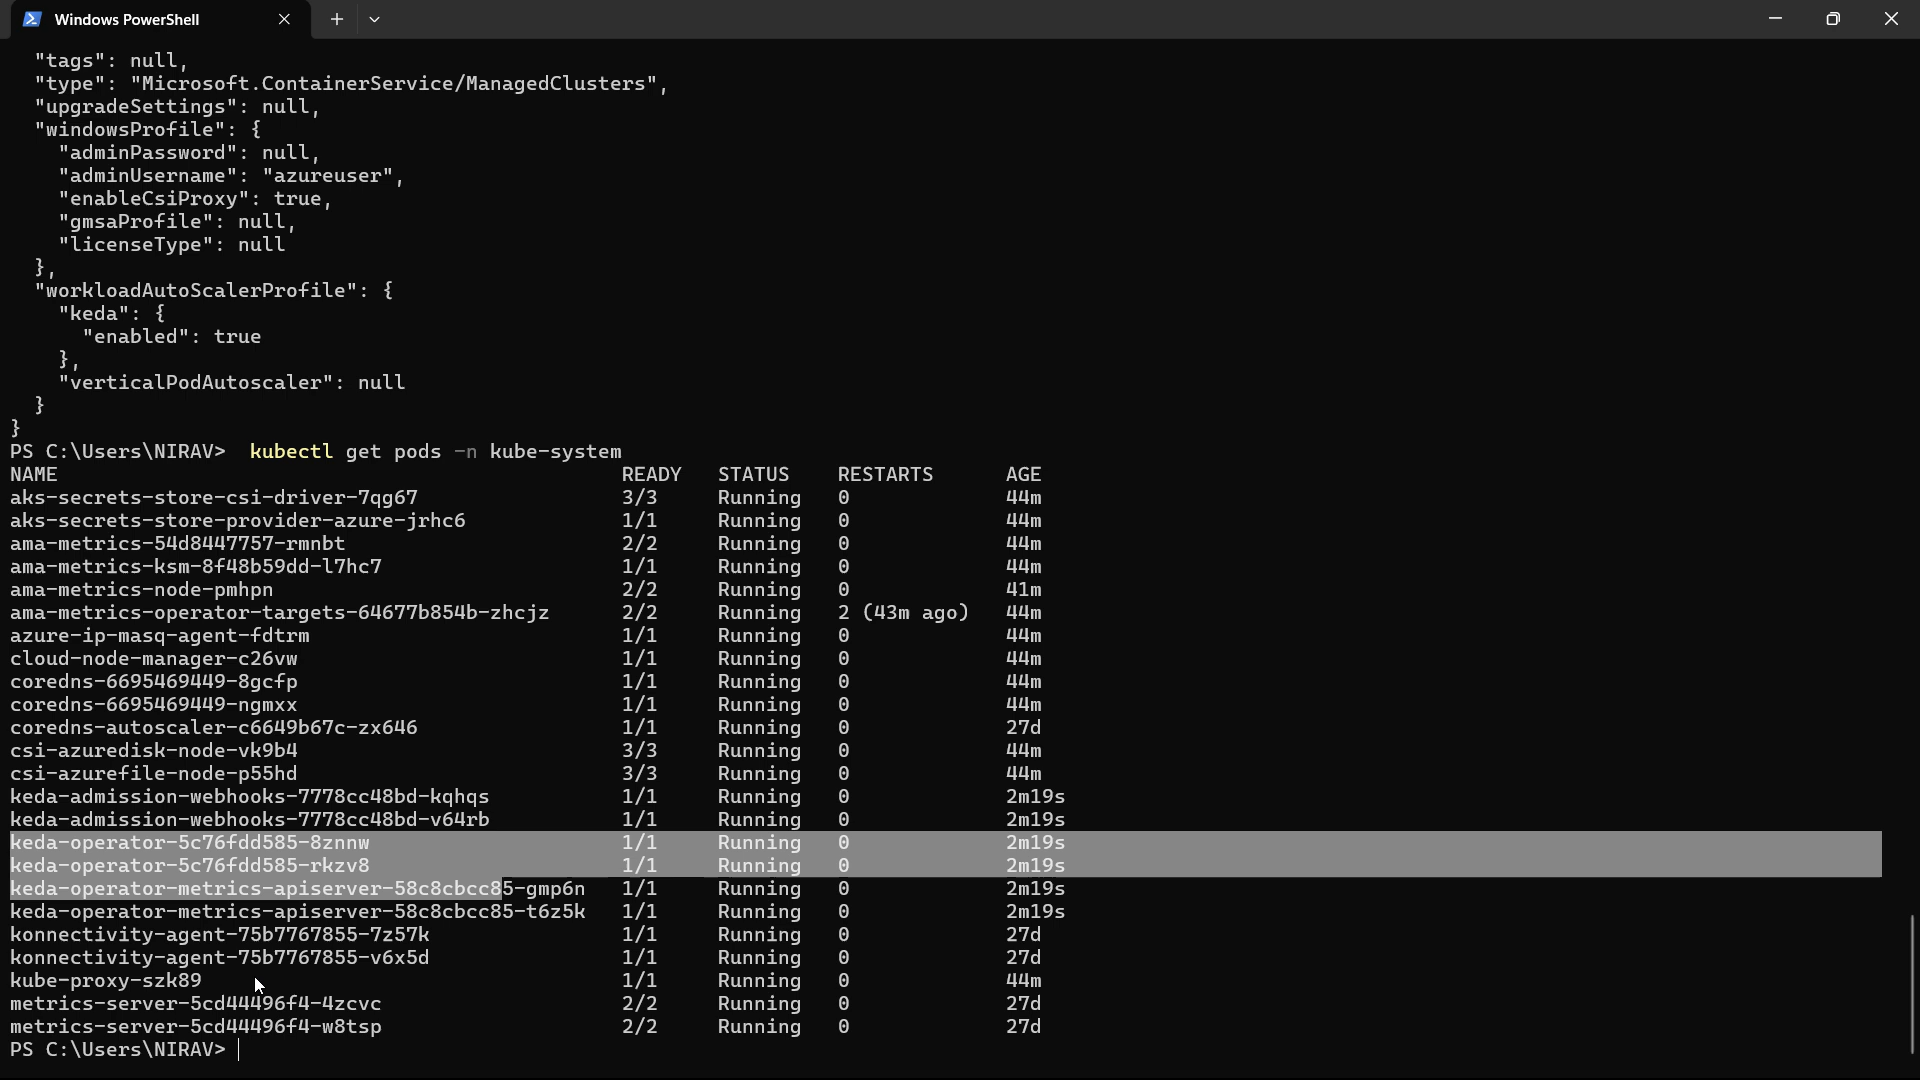 Windows PowerShell
"tags": null,
"type": "Microsoft.ContainerService/ManagedClusters",
"upgradeSettings": null,
"windowsProfile": {
"adminPassword": null,
"adminUsername": "azureuser",
"enableCsiProxy": true,
"gmsaProfile": null,
"licenseType": null
},
"workloadAutoScalerProfile": {
"keda": {
"enabled": true
},
"verticalPodAutoscaler": null
}
}
PS C:\Users\NIRAV>  kubectl get pods -n kube-system
NAME READY STATUS RESTARTS AGE
aks-secrets-store-csi-driver-7qg67 3/3 Running 0 44m
aks-secrets-store-provider-azure-jrhc6 1/1 Running 0 44m
ama-metrics-54d8447757-rmnbt 2/2 Running 0 44m
ama-metrics-ksm-8f48b59dd-l7hc7 1/1 Running 0 44m
ama-metrics-node-pmhpn 2/2 Running 0 41m
ama-metrics-operator-targets-64677b854b-zhcjz 2/2 Running 2 (43m ago) 44m
azure-ip-masq-agent-fdtrm 1/1 Running 0 44m
cloud-node-manager-c26vw 1/1 Running 0 44m
coredns-6695469449-8gcfp 1/1 Running 0 44m
coredns-6695469449-ngmxx 1/1 Running 0 44m
coredns-autoscaler-c6649b67c-zx646 1/1 Running 0 27d
csi-azuredisk-node-vk9b4 3/3 Running 0 44m
csi-azurefile-node-p55hd 3/3 Running 0 44m
keda-admission-webhooks-7778cc48bd-kqhqs 1/1 Running 0 2m19s
keda-admission-webhooks-7778cc48bd-v64rb 1/1 Running 0 2m19s
keda-operator-5c76fdd585-8znnw 1/1 Running 0 2m19s
keda-operator-5c76fdd585-rkzv8 1/1 Running 0 2m19s
keda-operator-metrics-apiserver-58c8cbcc85-gmp6n 1/1 Running 0 2m19s
keda-operator-metrics-apiserver-58c8cbcc85-t6z5k 1/1 Running 0 2m19s
konnectivity-agent-75b7767855-7z57k 1/1 Running 0 27d
konnectivity-agent-75b7767855-v6x5d 1/1 Running 0 27d
kube-proxy-szk89 1/1 Running 0 44m
metrics-server-5cd44496f4-4zcvc 2/2 Running 0 27d
metrics-server-5cd44496f4-w8tsp 2/2 Running 0 27d
PS C:\Users\NIRAV>